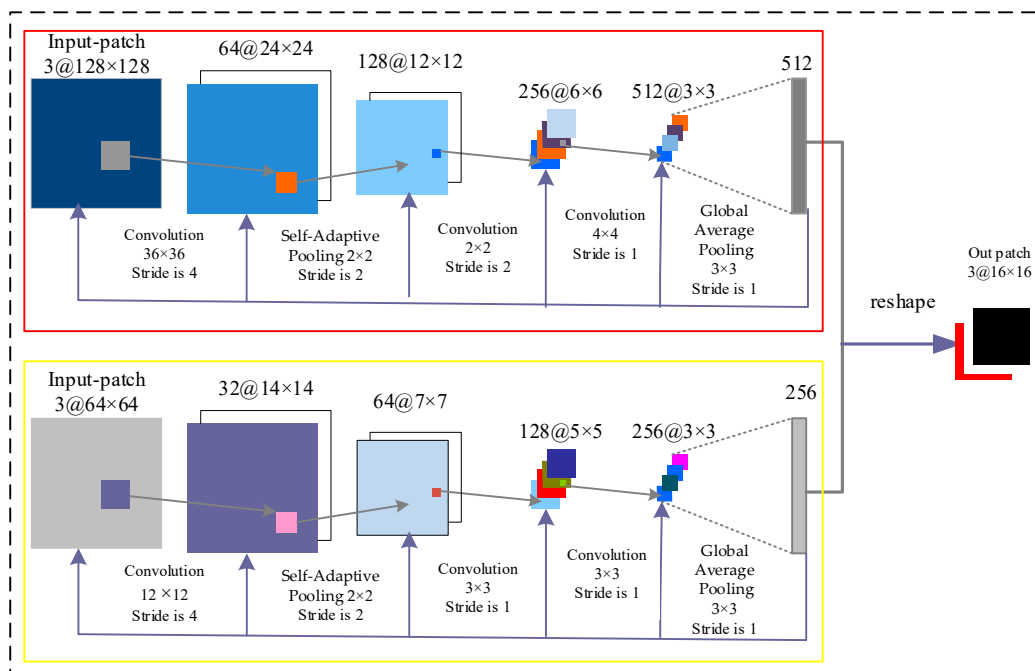 Input-patch
3@128×128
64@24×24
128@12×12
256@6×6
512@3×3
512
Convolution
36×36
Stride is 4
Self-Adaptive
Pooling 2×2
Stride is 2
Convolution
2×2
Stride is 2
Convolution
4×4
Stride is 1
Global
Average
Pooling
3×3
Stride is 1
reshape
Out patch
3@16×16
Input-patch
3@64×64
32@14×14
64@7×7
128@5×5
256@3×3
256
Convolution
12 ×12
Stride is 4
Self-Adaptive
Pooling 2×2
Stride is 2
Convolution
3×3
Stride is 1
Convolution
3×3
Stride is 1
Global
Average
Pooling
3×3
Stride is 1